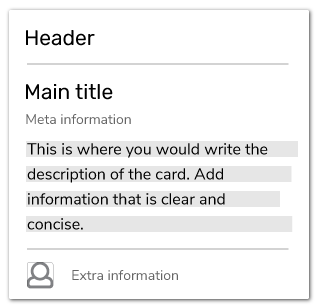 Header
Main title
Meta information
This is where you would write the
description of the card. Add
information that is clear and
concise.
Extra information